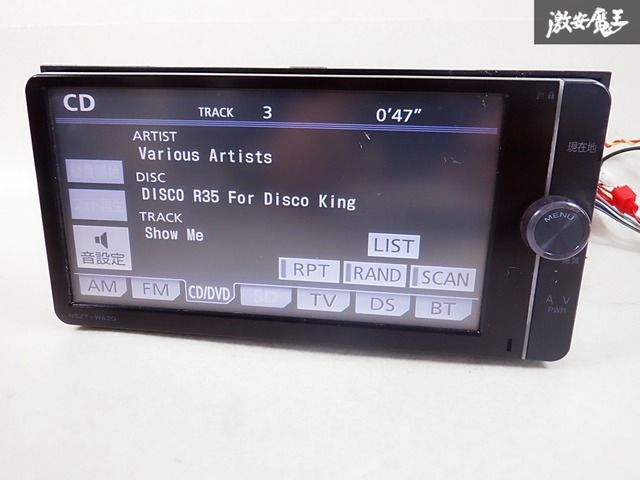 激安魔王
CD
TRACK 3 0'47"
ARTIST
Various Artists
DISC
DISCO R35 For Disco King
TRACK
Show Me
音設定
LIST
RPT RAND SCAN
AM FM CD/DVD SD TV DS BT
NSZT-W62G
現在地
MENU
A V
PWR